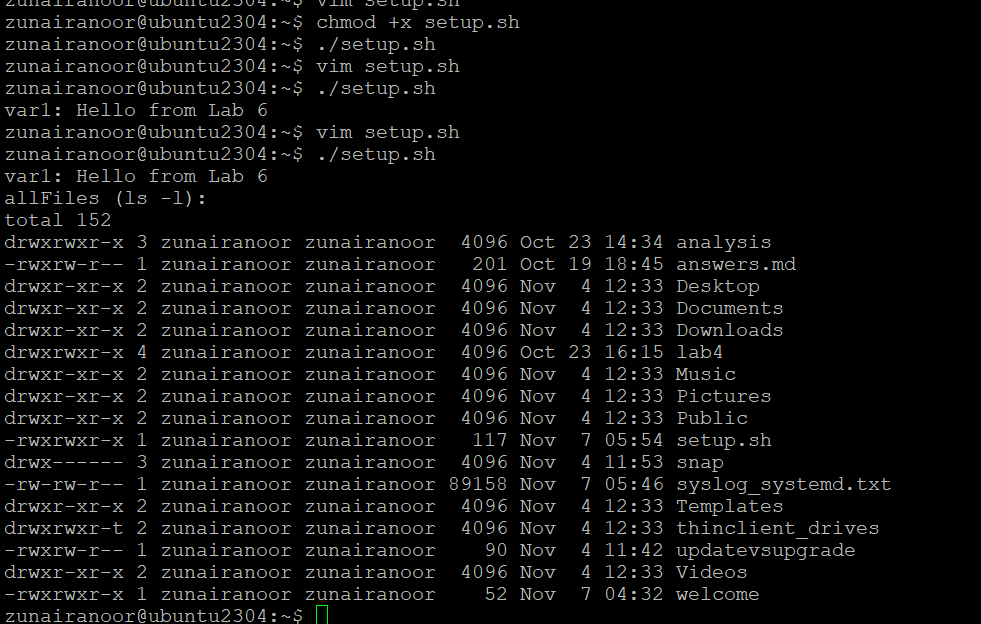 zunairanoor@ubuntu2304:~$ vim setup.sh
zunairanoor@ubuntu2304:~$ chmod +x setup.sh
zunairanoor@ubuntu2304:~$ ./setup.sh
zunairanoor@ubuntu2304:~$ vim setup.sh
zunairanoor@ubuntu2304:~$ ./setup.sh
var1: Hello from Lab 6
zunairanoor@ubuntu2304:~$ vim setup.sh
zunairanoor@ubuntu2304:~$ ./setup.sh
var1: Hello from Lab 6
allFiles (ls -l):
total 152
drwxrwxr-x 3 zunairanoor zunairanoor  4096 Oct 23 14:34 analysis
-rwxrw-r-- 1 zunairanoor zunairanoor   201 Oct 19 18:45 answers.md
drwxr-xr-x 2 zunairanoor zunairanoor  4096 Nov  4 12:33 Desktop
drwxr-xr-x 2 zunairanoor zunairanoor  4096 Nov  4 12:33 Documents
drwxr-xr-x 2 zunairanoor zunairanoor  4096 Nov  4 12:33 Downloads
drwxrwxr-x 4 zunairanoor zunairanoor  4096 Oct 23 16:15 lab4
drwxr-xr-x 2 zunairanoor zunairanoor  4096 Nov  4 12:33 Music
drwxr-xr-x 2 zunairanoor zunairanoor  4096 Nov  4 12:33 Pictures
drwxr-xr-x 2 zunairanoor zunairanoor  4096 Nov  4 12:33 Public
-rwxrwxr-x 1 zunairanoor zunairanoor   117 Nov  7 05:54 setup.sh
drwx------ 3 zunairanoor zunairanoor  4096 Nov  4 11:53 snap
-rw-rw-r-- 1 zunairanoor zunairanoor 89158 Nov  7 05:46 syslog_systemd.txt
drwxr-xr-x 2 zunairanoor zunairanoor  4096 Nov  4 12:33 Templates
drwxrwxr-t 2 zunairanoor zunairanoor  4096 Nov  4 12:33 thinclient_drives
-rwxrw-r-- 1 zunairanoor zunairanoor    90 Nov  4 11:42 updatevsupgrade
drwxr-xr-x 2 zunairanoor zunairanoor  4096 Nov  4 12:33 Videos
-rwxrwxr-x 1 zunairanoor zunairanoor    52 Nov  7 04:32 welcome
zunairanoor@ubuntu2304:~$